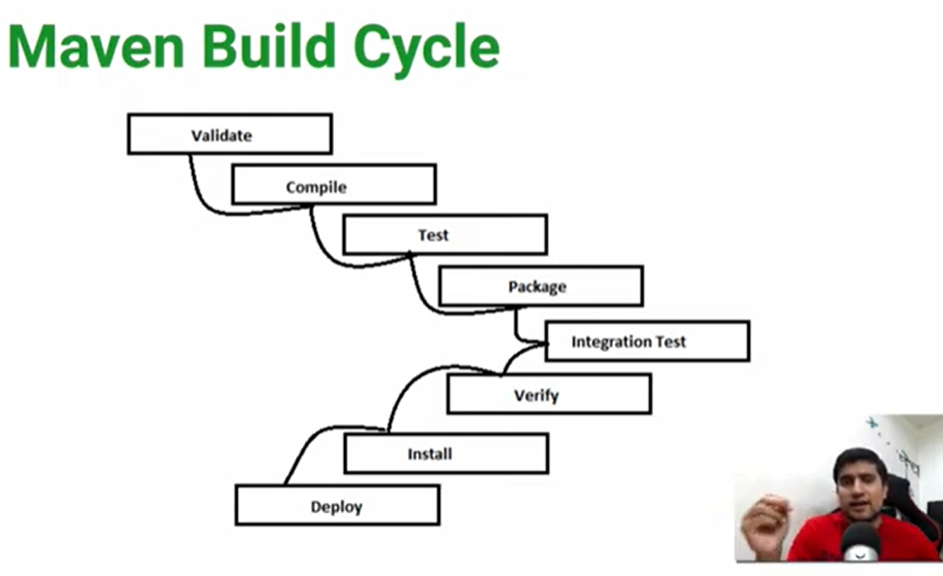 Maven Build Cycle
Validate
Compile
Test
Package
Integration Test
Verify
Install
Deploy